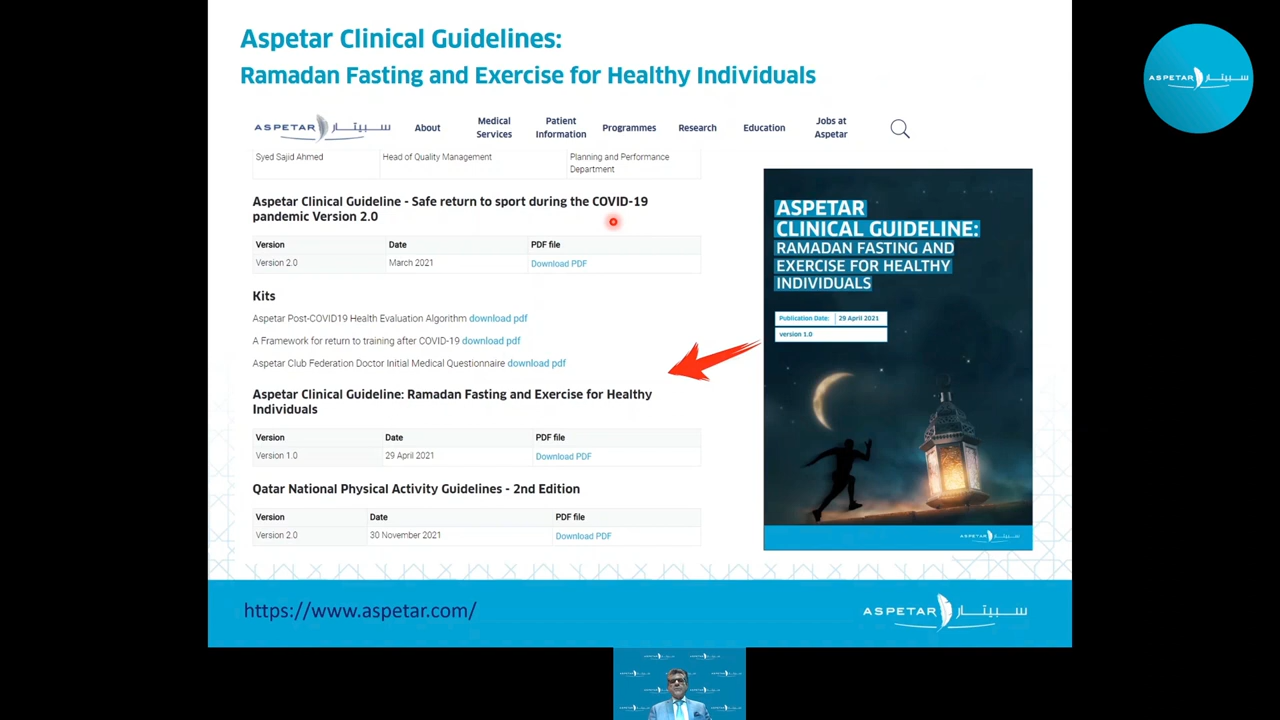 Aspetar Clinical Guidelines:
Ramadan Fasting and Exercise for Healthy Individuals
ASPETAR سبيتار
ASPETAR سبيتار
About
Medical
Services
Patient
Information
Programmes
Research
Education
Jobs at
Aspetar
Syed Sajid Ahmed
Head of Quality Management
Planning and Performance
Department
Aspetar Clinical Guideline - Safe return to sport during the COVID-19
pandemic Version 2.0
Version Date PDF file
Version 2.0 March 2021 Download PDF
Kits
Aspetar Post-COVID19 Health Evaluation Algorithm download pdf
A Framework for return to training after COVID-19 download pdf
Aspetar Club Federation Doctor Initial Medical Questionnaire download pdf
Aspetar Clinical Guideline: Ramadan Fasting and Exercise for Healthy
Individuals
Version Date PDF file
Version 1.0 29 April 2021 Download PDF
Qatar National Physical Activity Guidelines - 2nd Edition
Version Date PDF file
Version 2.0 30 November 2021 Download PDF
ASPETAR
CLINICAL GUIDELINE:
RAMADAN FASTING AND
EXERCISE FOR HEALTHY
INDIVIDUALS
Publication Date: 29 April 2021
version 1.0
ASPETAR سبيتار
https://www.aspetar.com/
ASPETAR سبيتار